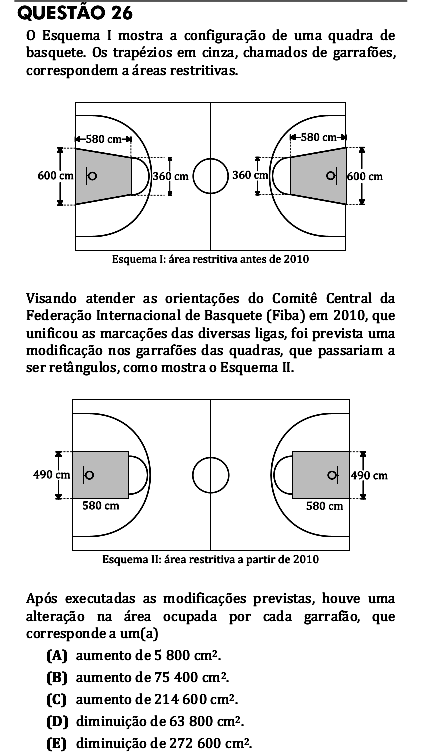 QUESTÃO 26
O Esquema I mostra a configuração de uma quadra de
basquete. Os trapézios em cinza, chamados de garrafões,
correspondem a áreas restritivas.
580 cm
580 cm
600 cm
360 cm
360 cm
600 cm
Esquema I: área restritiva antes de 2010
Visando atender as orientações do Comitê Central da
Federação Internacional de Basquete (Fiba) em 2010, que
unificou as marcações das diversas ligas, foi prevista uma
modificação nos garrafões das quadras, que passariam a
ser retângulos, como mostra o Esquema II.
490 cm
490 cm
580 cm
580 cm
Esquema II: área restritiva a partir de 2010
Após executadas as modificações previstas, houve uma
alteração na área ocupada por cada garrafão, que
corresponde a um(a)
(A) aumento de 5 800 cm².
(B) aumento de 75 400 cm².
(C) aumento de 214 600 cm².
(D) diminuição de 63 800 cm².
(E) diminuição de 272 600 cm².